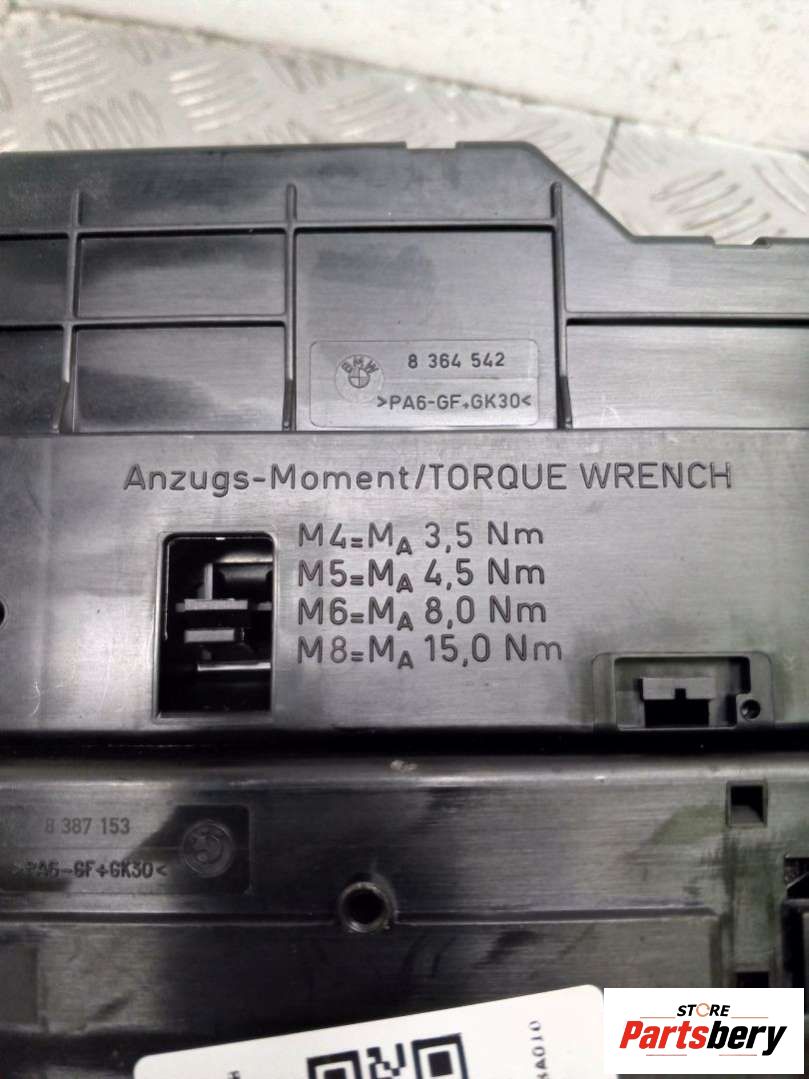 BMW
8 364 542
>PA6-GF+GK30<
Anzugs-Moment/TORQUE WRENCH
M4=MA 3,5 Nm
M5=MA 4,5 Nm
M6=MA 8,0 Nm
M8=MA 15,0 Nm
8 387 153
>PA6-GF+GK30<
STORE
Partsbery